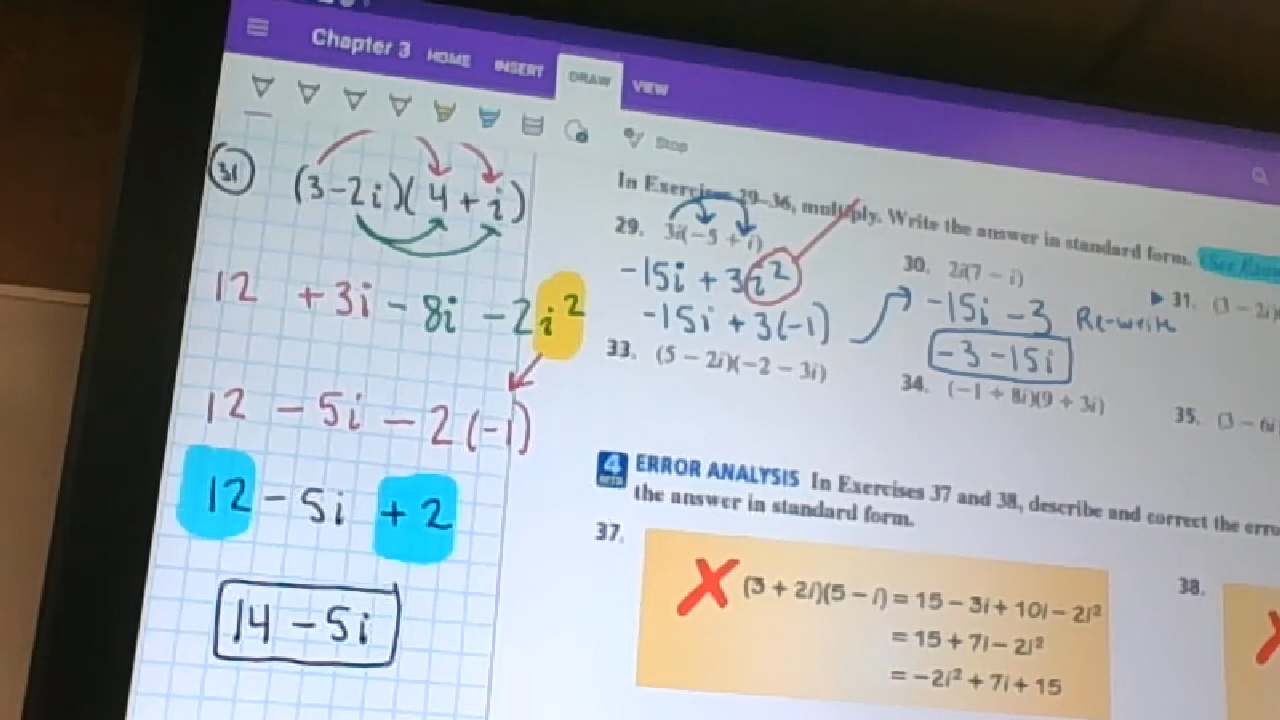 Chapter 3 HOME INSERT DRAW VIEW
Stop
31 (3-2i)(4+i)
12 +3i - 8i - 2i²
12 - 5i - 2(-1)
12 - 5i + 2
14 - 5i
In Exercises 29–36, multiply. Write the answer in standard form.
29. 3i(−5 + i)
-15i + 3i²
-15i + 3(-1)
30. 2i(7 − i)
-15i - 3 Re-write
-3 - 15i
31. (3 − 2i)
33. (5 − 2i)(−2 − 3i)
34. (−1 + 8i)(9 + 3i)
35. (3 − 6i
4 ERROR ANALYSIS In Exercises 37 and 38, describe and correct the
the answer in standard form.
37.
(3 + 2i)(5 − i) = 15 − 3i + 10i − 2i²
= 15 + 7i − 2i²
= −2i² + 7i + 15
38.